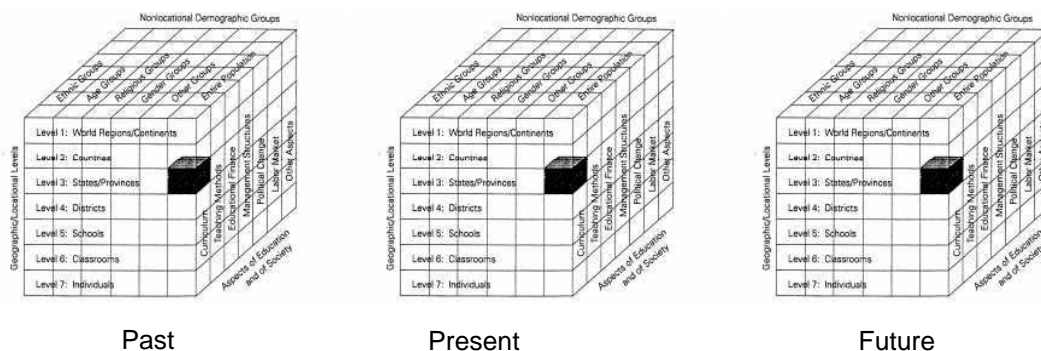 Nonlocational Demographic Groups
Ethnic Groups
Age Groups
Religious Groups
Gender Groups
Other Groups
Entire Population
Geographic/Locational Levels
Level 1: World Regions/Continents
Level 2: Countries
Level 3: States/Provinces
Level 4: Districts
Level 5: Schools
Level 6: Classrooms
Level 7: Individuals
Curriculum
Teaching Methods
Educational Finance
Management Structures
Political Change
Labor Market
Other Aspects
Aspects of Education
and of Society
Past
Nonlocational Demographic Groups
Ethnic Groups
Age Groups
Religious Groups
Gender Groups
Other Groups
Entire Population
Geographic/Locational Levels
Level 1: World Regions/Continents
Level 2: Countries
Level 3: States/Provinces
Level 4: Districts
Level 5: Schools
Level 6: Classrooms
Level 7: Individuals
Curriculum
Teaching Methods
Educational Finance
Management Structures
Political Change
Labor Market
Other Aspects
Aspects of Education
and of Society
Present
Nonlocational Demographic Groups
Ethnic Groups
Age Groups
Religious Groups
Gender Groups
Other Groups
Entire Population
Geographic/Locational Levels
Level 1: World Regions/Continents
Level 2: Countries
Level 3: States/Provinces
Level 4: Districts
Level 5: Schools
Level 6: Classrooms
Level 7: Individuals
Curriculum
Teaching Methods
Educational Finance
Management Structures
Political Change
Labor Market
Aspects of Education
and of Society
Future